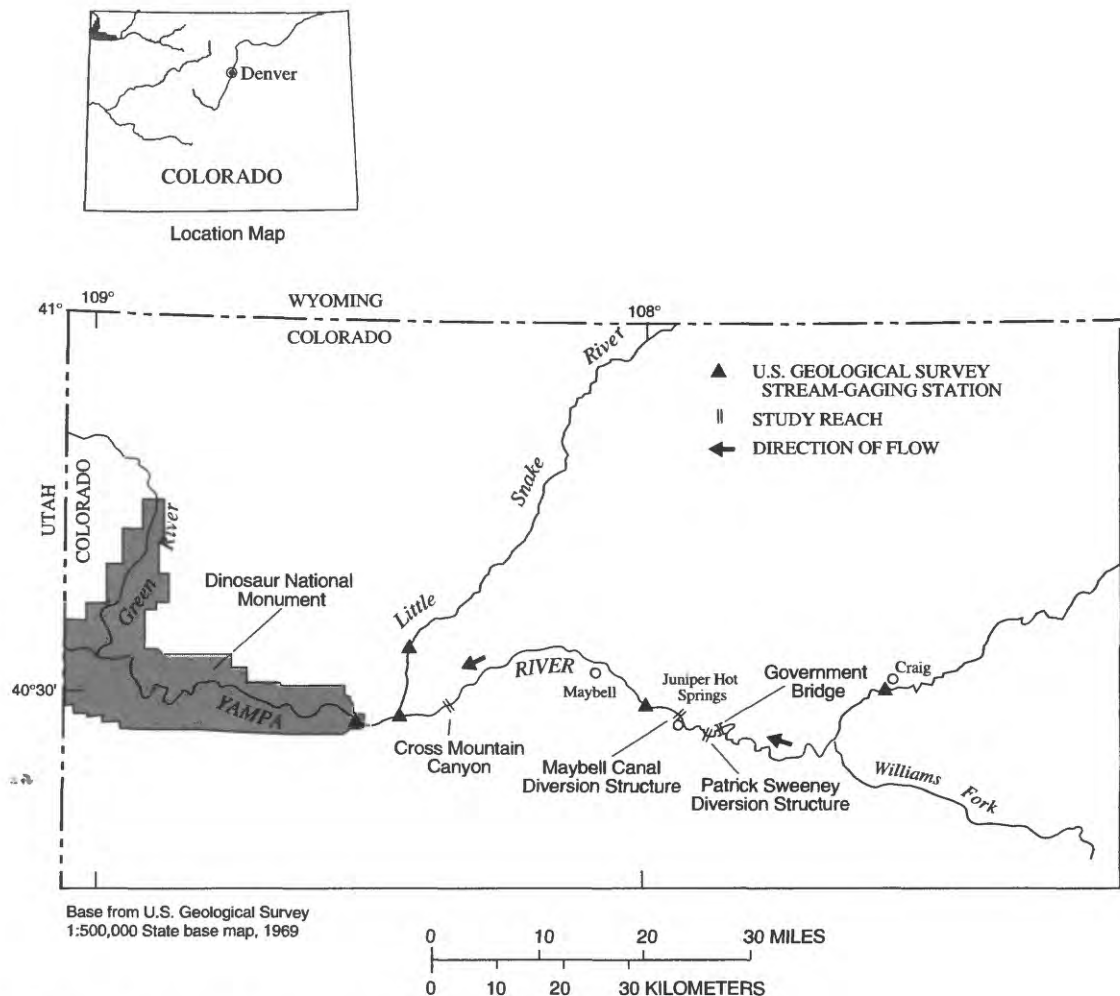 Denver
COLORADO
Location Map
109°
WYOMING
108°
41°
COLORADO
River
U.S. GEOLOGICAL SURVEY
STREAM-GAGING STATION
STUDY REACH
DIRECTION OF FLOW
Snake
UTAH
COLORADO
River
Green
Dinosaur National
Monument
Little
RIVER
Maybell
Juniper Hot
Springs
Government
Bridge
Craig
40°30'
YAMPA
Cross Mountain
Canyon
Maybell Canal
Diversion Structure
Patrick Sweeney
Diversion Structure
Williams
Fork
Base from U.S. Geological Survey
1:500,000 State base map, 1969
0 10 20 30 MILES
0 10 20 30 KILOMETERS